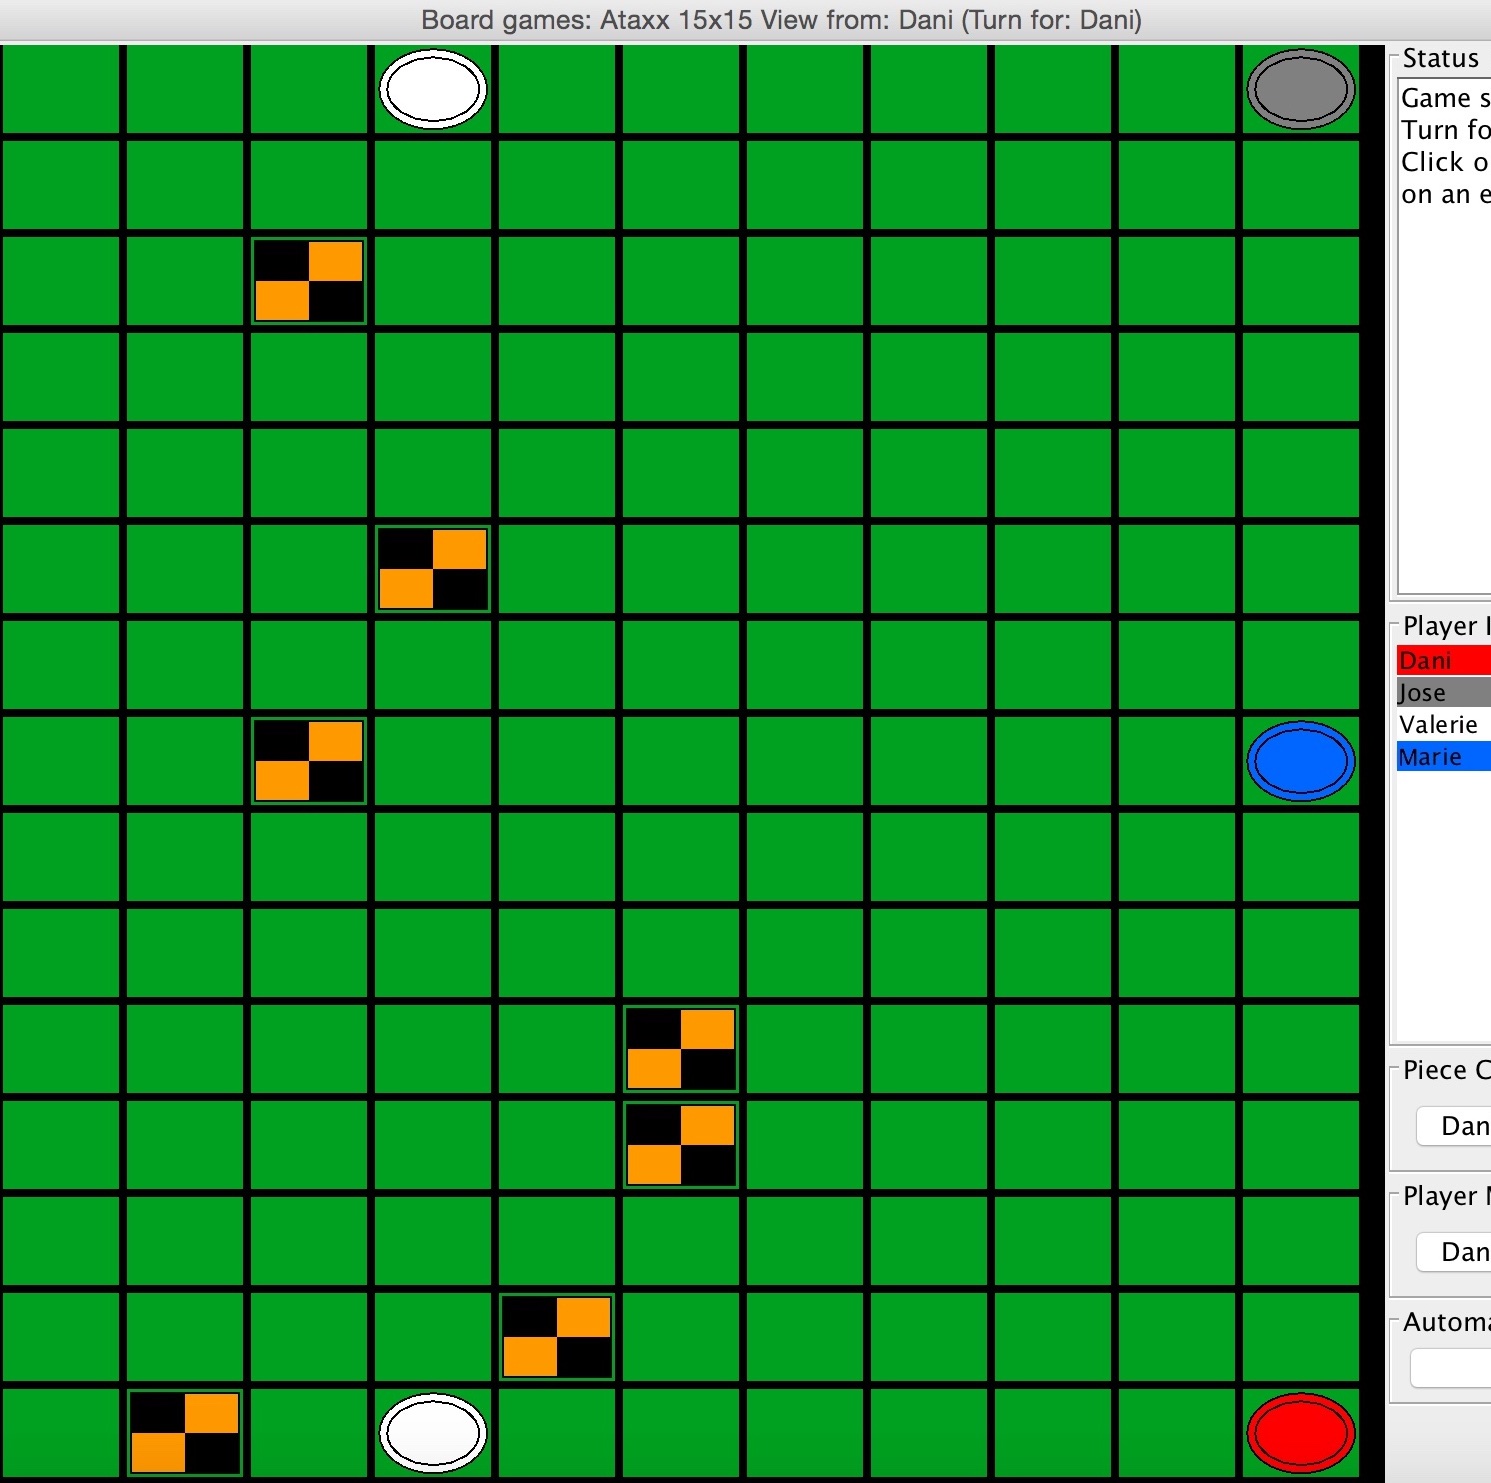 Board games: Ataxx 15x15 View from: Dani (Turn for: Dani)
Status
Game s
Turn fo
Click o
on an e
Player I
Dani
Jose
Valerie
Marie
Piece C
Dan
Player M
Dan
Automa